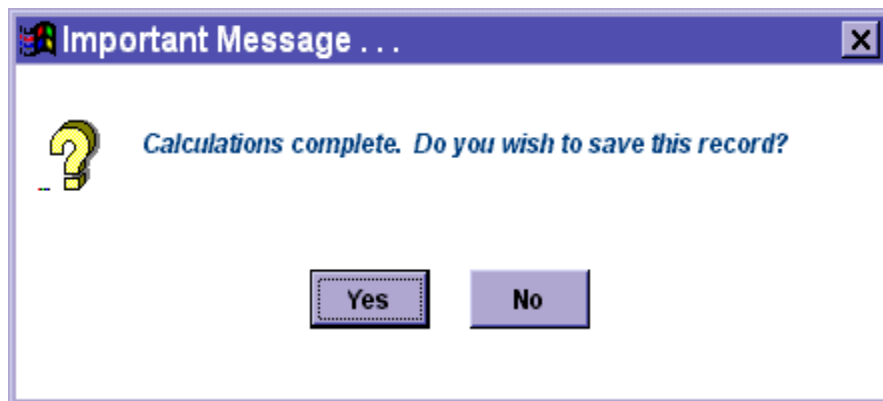 Important Message . . .
Calculations complete. Do you wish to save this record?
Yes
No